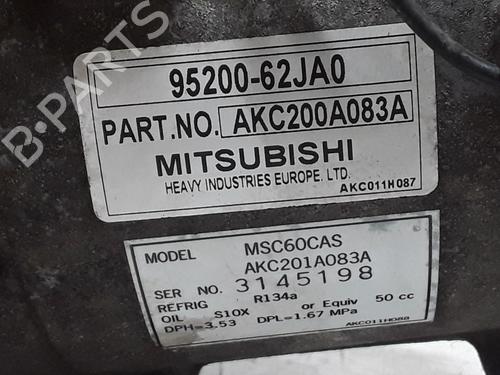 B-PARTS
95200-62JA0
PART.NO. AKC200A083A
MITSUBISHI
HEAVY INDUSTRIES EUROPE. LTD.
AKC011H087
MODEL MSC60CAS
AKC201A083A
SER NO. 3145198
REFRIG R134a
OIL S10X or Equiv 50 cc
DPH=3.53 DPL=1.67 MPa
AKC011H088